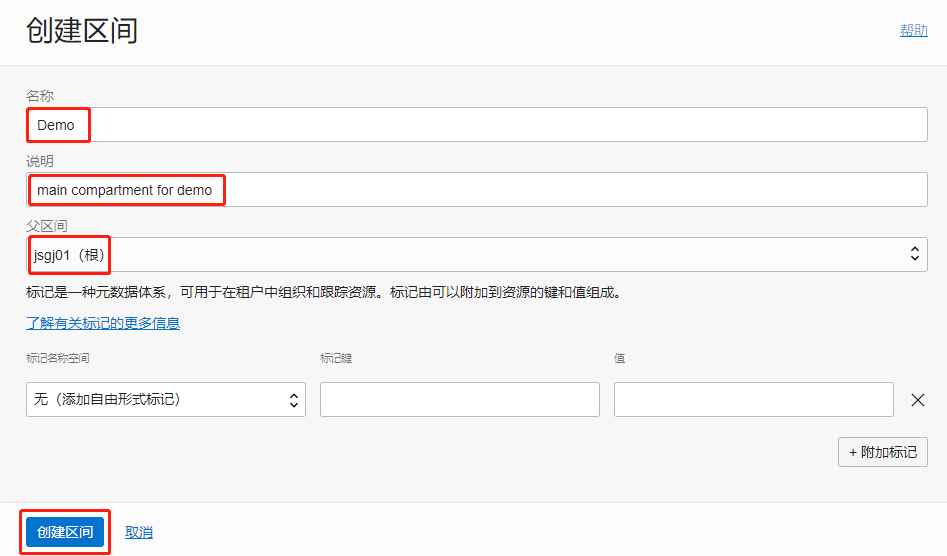 创建区间
帮助
名称
Demo
说明
main compartment for demo
父区间
jsgj01（根）
标记是一种元数据体系，可用于在租户中组织和跟踪资源。标记由可以附加到资源的键和值组成。
了解有关标记的更多信息
标记名称空间 标记键 值
无（添加自由形式标记）
+ 附加标记
创建区间 取消